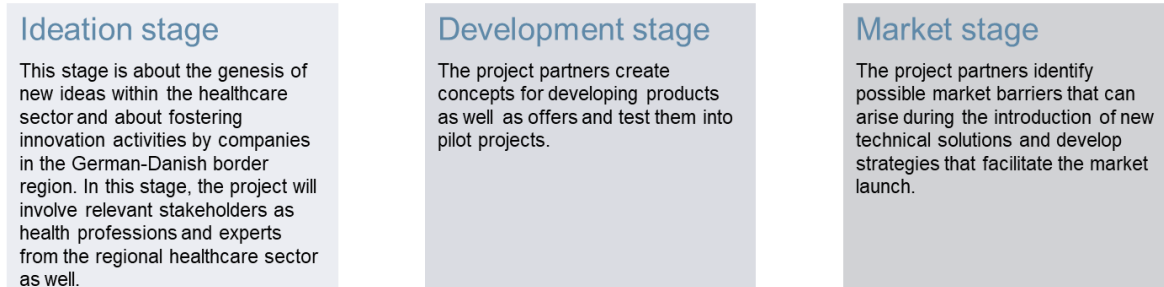 Ideation stage
This stage is about the genesis of
new ideas within the healthcare
sector and about fostering
innovation activities by companies
in the German-Danish border
region. In this stage, the project will
involve relevant stakeholders as
health professions and experts
from the regional healthcare sector
as well.
Development stage
The project partners create
concepts for developing products
as well as offers and test them into
pilot projects.
Market stage
The project partners identify
possible market barriers that can
arise during the introduction of new
technical solutions and develop
strategies that facilitate the market
launch.